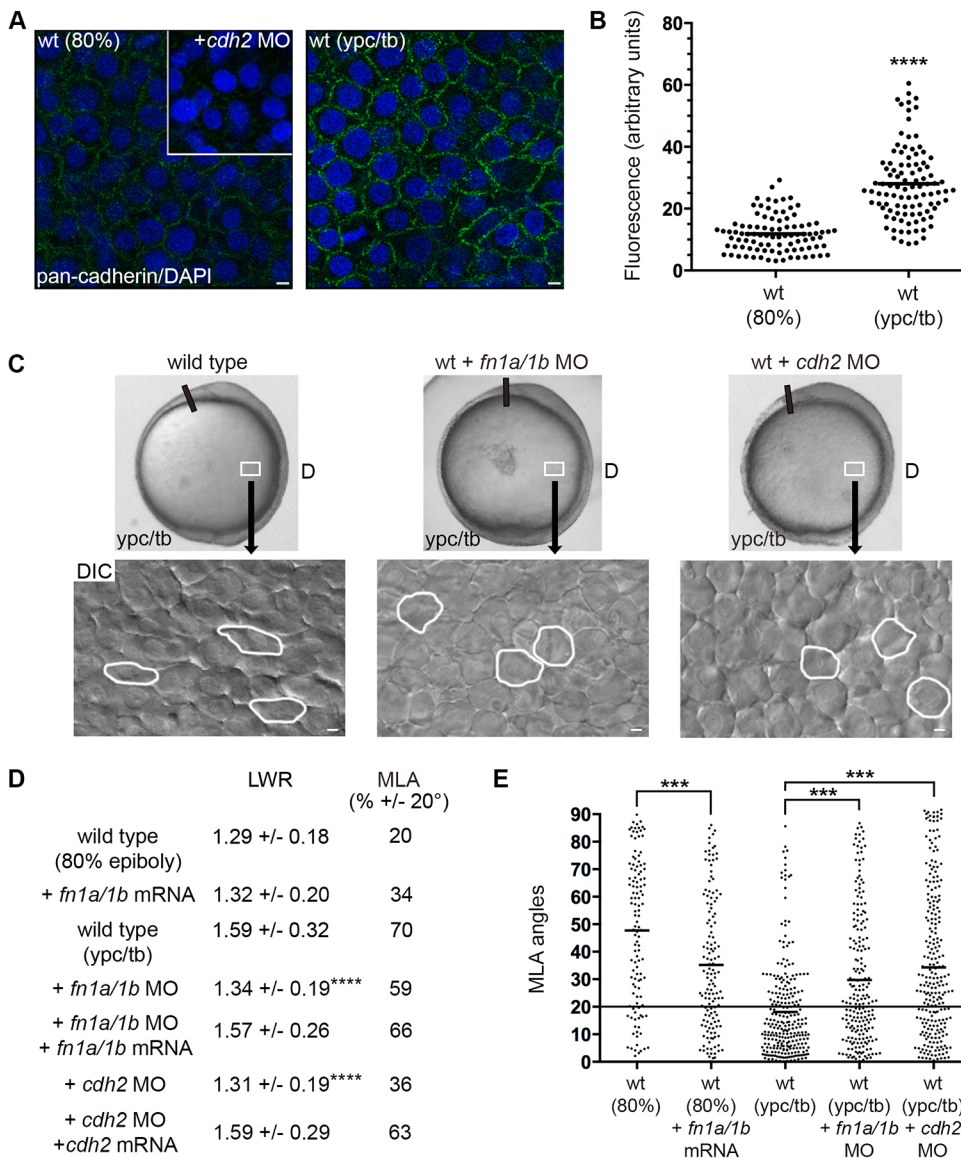 A
wt (80%)
+cdh2 MO
wt (ypc/tb)
pan-cadherin/DAPI
B
Fluorescence (arbitrary units)
80
60
40
20
0
****
wt
(80%)
wt
(ypc/tb)
C
wild type
wt + fn1a/1b MO
wt + cdh2 MO
D
D
D
ypc/tb
ypc/tb
ypc/tb
DIC
D
LWR MLA
(% +/- 20°)
wild type 1.29 +/- 0.18 20
(80% epiboly)
+ fn1a/1b mRNA 1.32 +/- 0.20 34
wild type 1.59 +/- 0.32 70
(ypc/tb)
+ fn1a/1b MO 1.34 +/- 0.19**** 59
+ fn1a/1b MO 1.57 +/- 0.26 66
+ fn1a/1b mRNA
+ cdh2 MO 1.31 +/- 0.19**** 36
+ cdh2 MO 1.59 +/- 0.29 63
+cdh2 mRNA
E
***
***
***
MLA angles
90
80
70
60
50
40
30
20
10
0
wt
(80%)
wt
(80%)
+ fn1a/1b
mRNA
wt
(ypc/tb)
wt
(ypc/tb)
+ fn1a/1b
MO
wt
(ypc/tb)
+ cdh2
MO